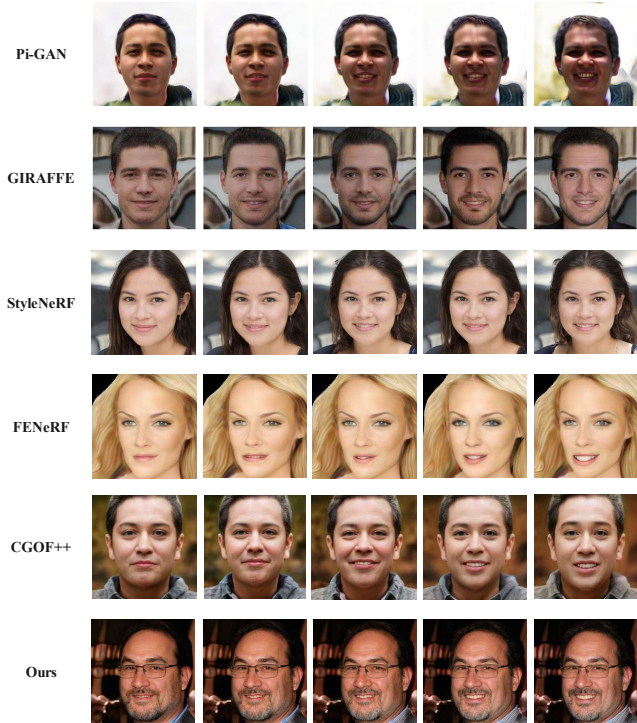 Pi-GAN
GIRAFFE
StyleNeRF
FENeRF
CGOF++
Ours